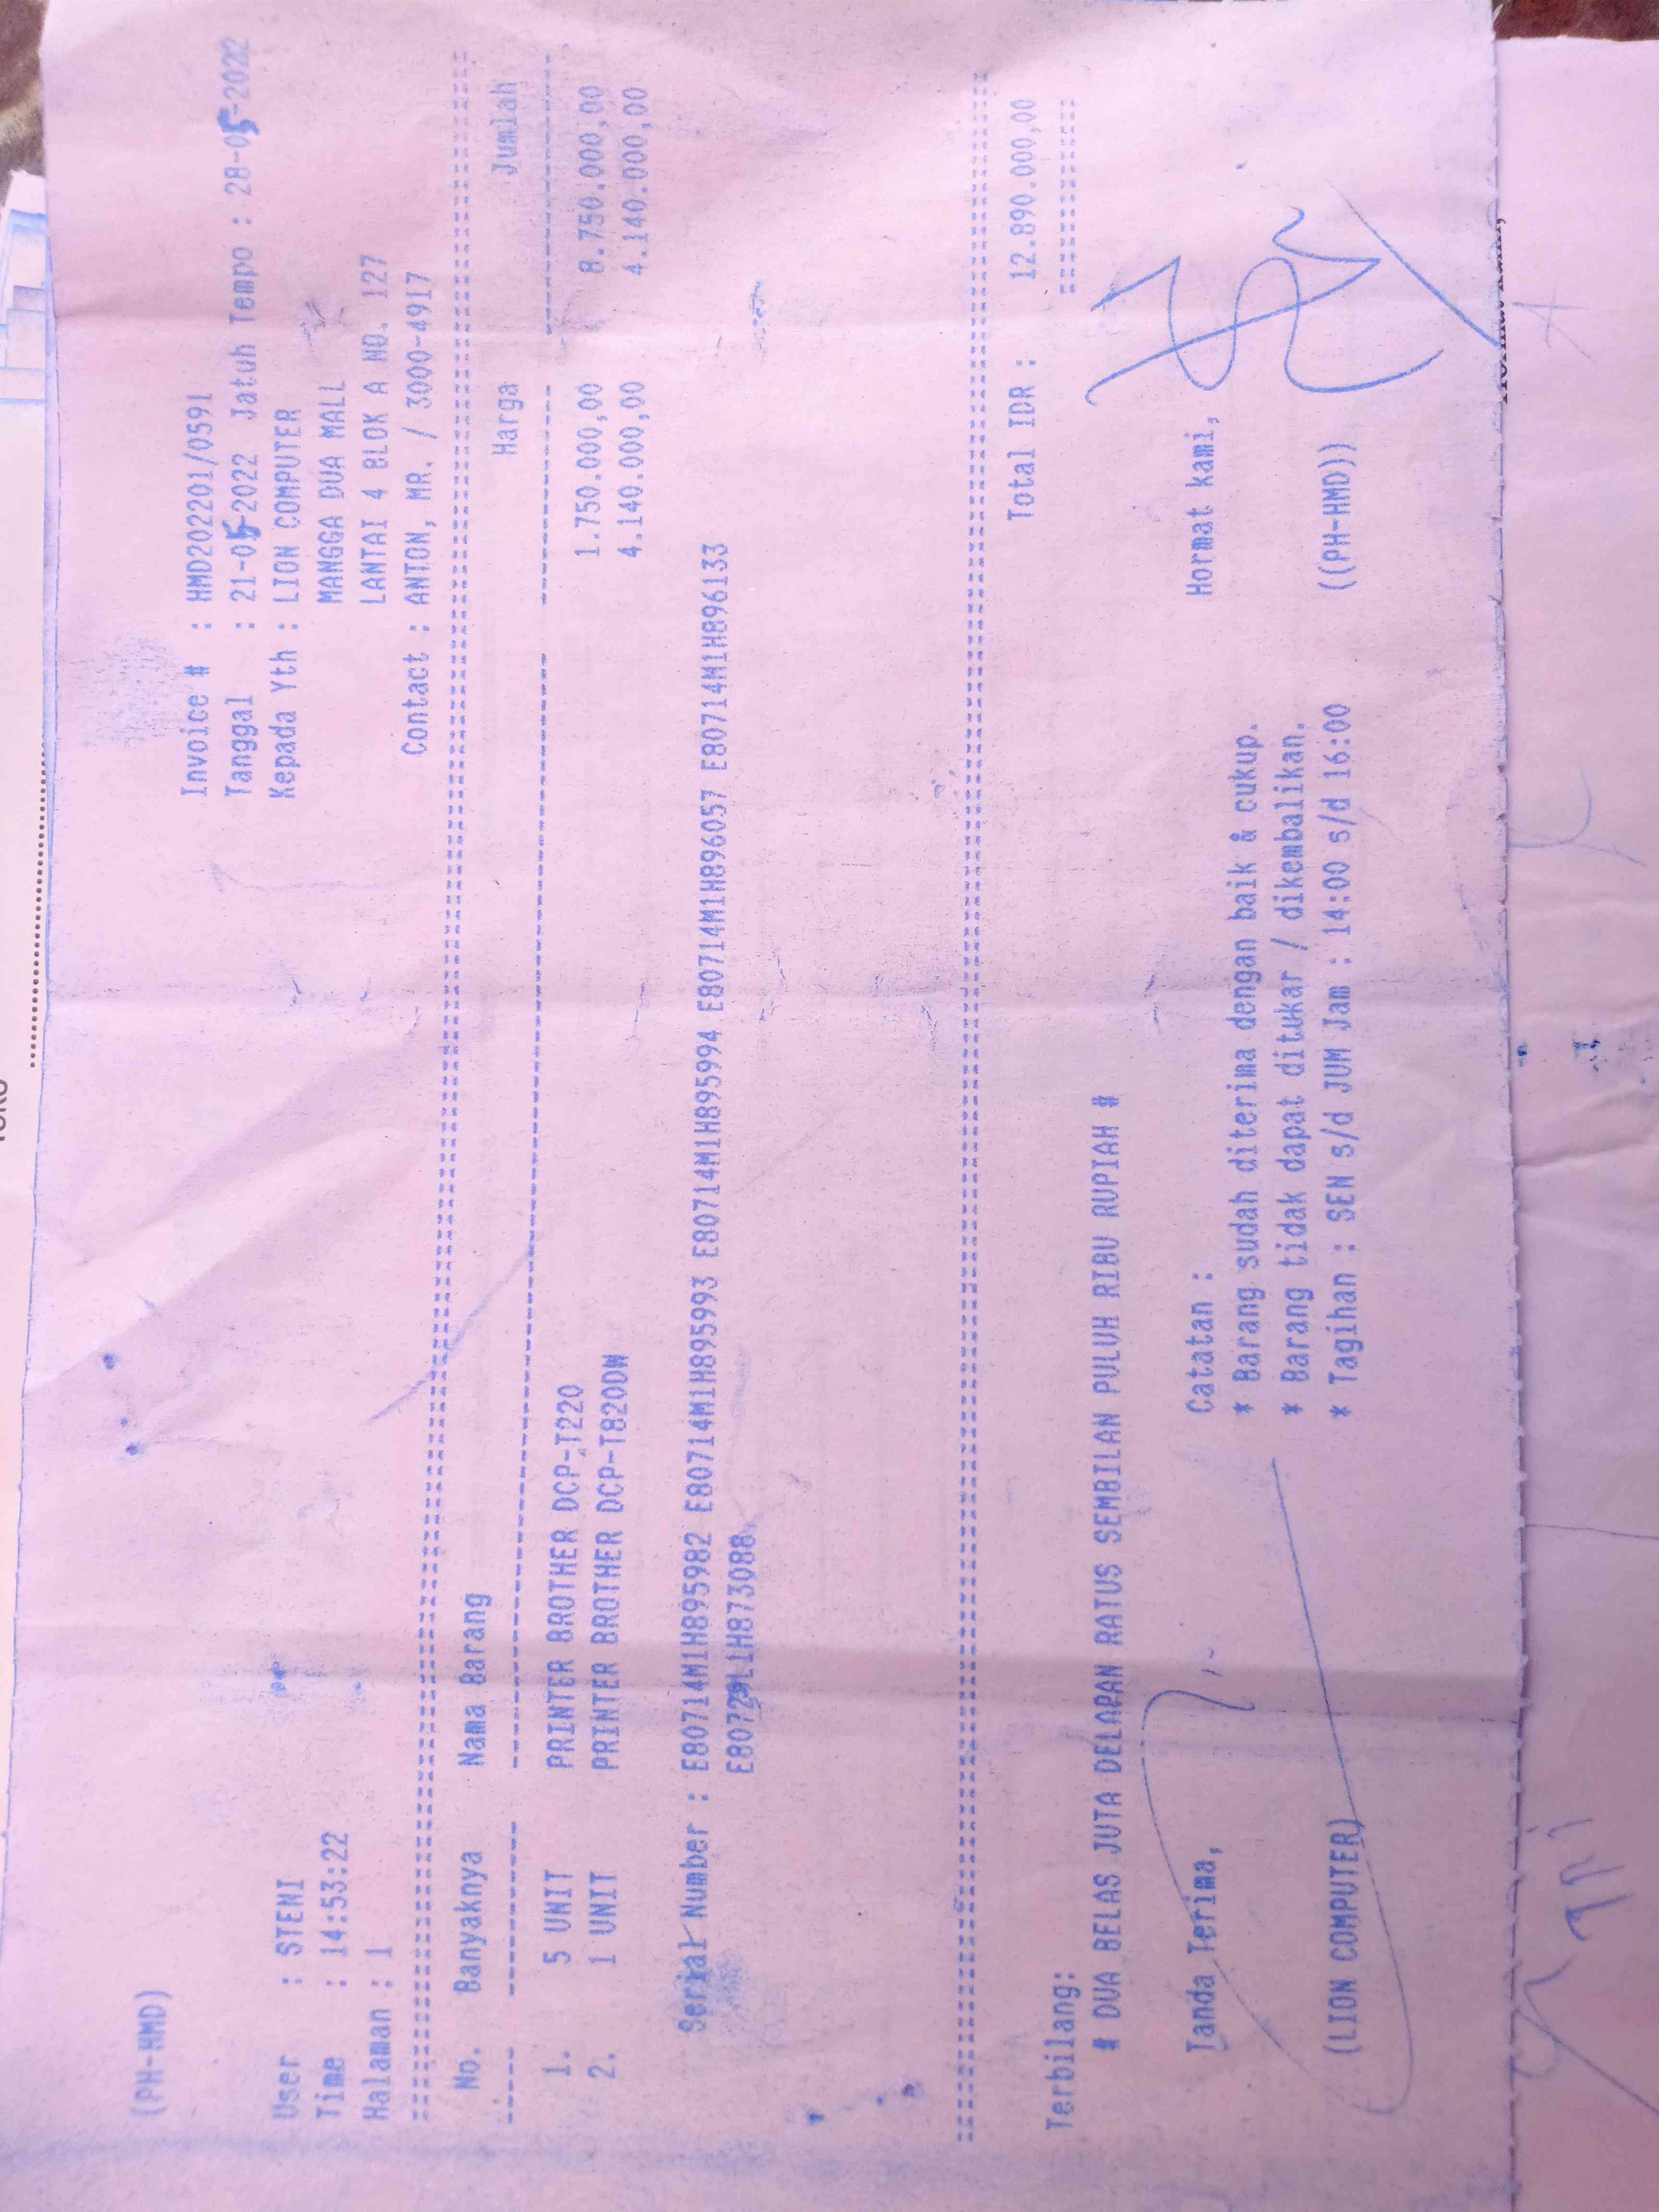 (PH-HMD)
Invoice # : HMD202201/0591
Tanggal : 21-05-2022 Jatuh Tempo : 28-05-2022
User : STENI Kepada Yth : LION COMPUTER
Time : 14:53:22 MANGGA DUA MALL
Halaman : 1 LANTAI 4 BLOK A NO. 127
Contact : ANTON, MR. / 3000-4917
No. Banyaknya Nama Barang Harga Jumlah
1. 5 UNIT PRINTER BROTHER DCP-T220 1.750.000,00 8.750.000,00
2. 1 UNIT PRINTER BROTHER DCP-T820DW 4.140.000,00 4.140.000,00
Serial Number : E80714M1H895982 E80714M1H895993 E80714M1H895994 E80714M1H896057 E80714M1H896133
Total IDR : 12.890.000,00
Terbilang:
# DUA BELAS JUTA DELAPAN RATUS SEMBILAN PULUH RIBU RUPIAH #
Tanda Terima, Catatan : Hormat kami,
* Barang sudah diterima dengan baik & cukup.
* Barang tidak dapat ditukar / dikembalikan.
(LION COMPUTER) * Tagihan : SEN s/d JUM Jam : 14:00 s/d 16:00 ((PH-HMD))